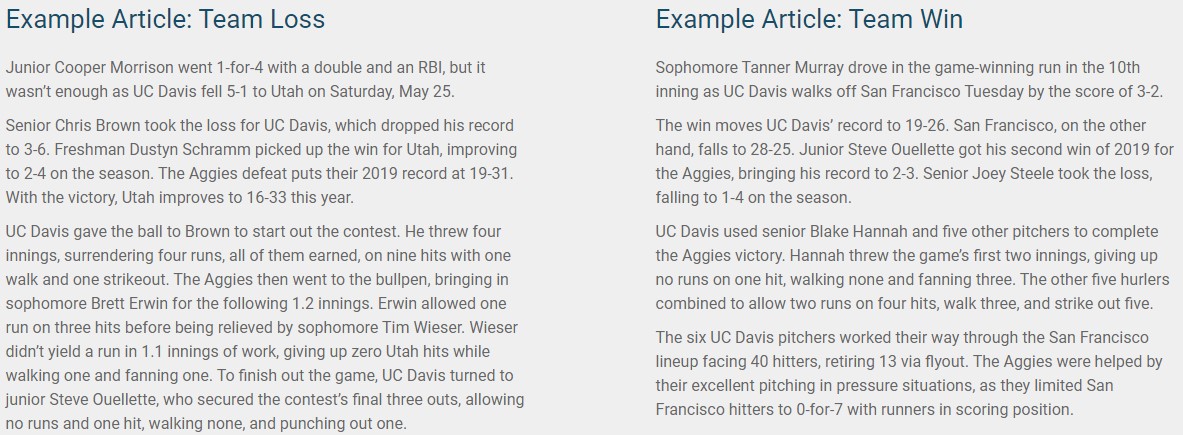 Example Article: Team Loss
Junior Cooper Morrison went 1-for-4 with a double and an RBI, but it
wasn’t enough as UC Davis fell 5-1 to Utah on Saturday, May 25.
Senior Chris Brown took the loss for UC Davis, which dropped his record
to 3-6. Freshman Dustyn Schramm picked up the win for Utah, improving
to 2-4 on the season. The Aggies defeat puts their 2019 record at 19-31.
With the victory, Utah improves to 16-33 this year.
UC Davis gave the ball to Brown to start out the contest. He threw four
innings, surrendering four runs, all of them earned, on nine hits with one
walk and one strikeout. The Aggies then went to the bullpen, bringing in
sophomore Brett Erwin for the following 1.2 innings. Erwin allowed one
run on three hits before being relieved by sophomore Tim Wieser. Wieser
didn’t yield a run in 1.1 innings of work, giving up zero Utah hits while
walking one and fanning one. To finish out the game, UC Davis turned to
junior Steve Ouellette, who secured the contest’s final three outs, allowing
no runs and one hit, walking none, and punching out one.
Example Article: Team Win
Sophomore Tanner Murray drove in the game-winning run in the 10th
inning as UC Davis walks off San Francisco Tuesday by the score of 3-2.
The win moves UC Davis’ record to 19-26. San Francisco, on the other
hand, falls to 28-25. Junior Steve Ouellette got his second win of 2019 for
the Aggies, bringing his record to 2-3. Senior Joey Steele took the loss,
falling to 1-4 on the season.
UC Davis used senior Blake Hannah and five other pitchers to complete
the Aggies victory. Hannah threw the game’s first two innings, giving up
no runs on one hit, walking none and fanning three. The other five hurlers
combined to allow two runs on four hits, walk three, and strike out five.
The six UC Davis pitchers worked their way through the San Francisco
lineup facing 40 hitters, retiring 13 via flyout. The Aggies were helped by
their excellent pitching in pressure situations, as they limited San
Francisco hitters to 0-for-7 with runners in scoring position.